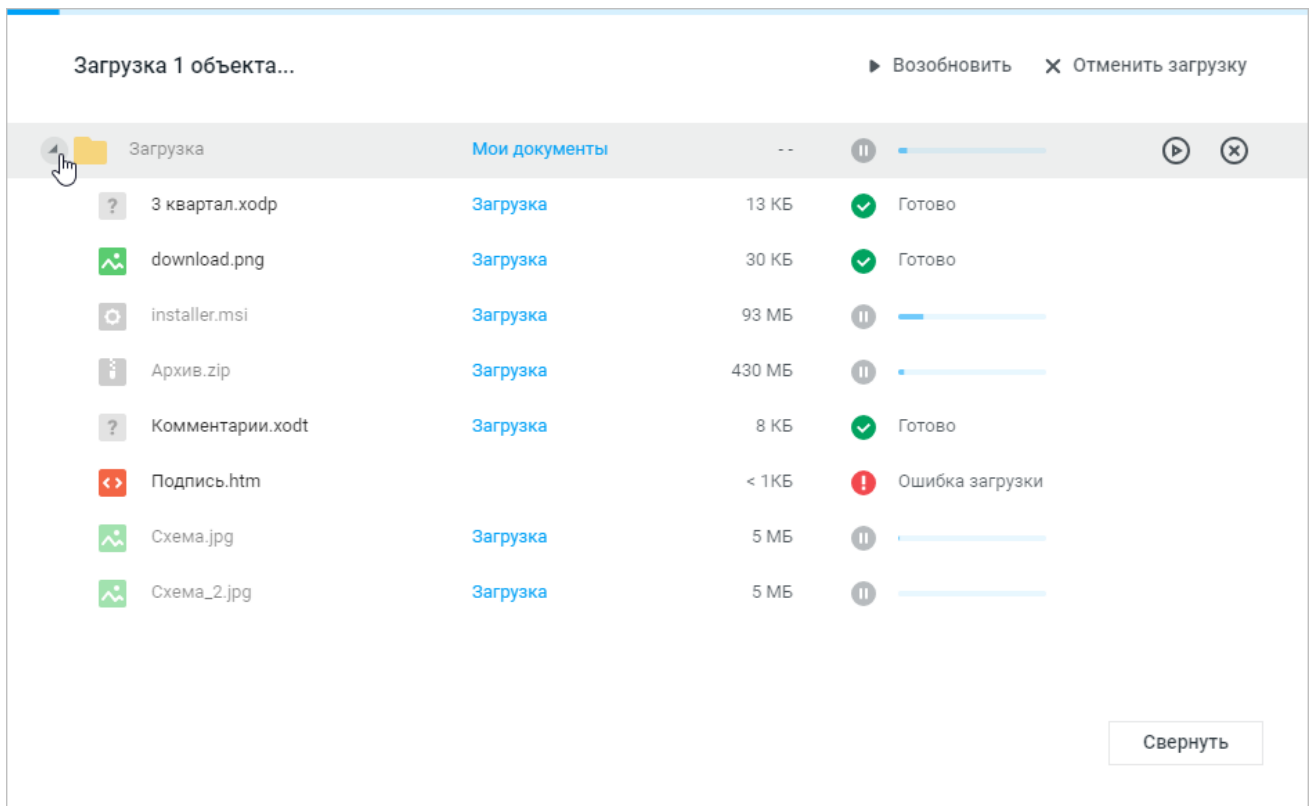 Загрузка 1 объекта... Возобновить Отменить загрузку
Загрузка Мои документы - -
? 3 квартал.xodp Загрузка 13 КБ Готово
download.png Загрузка 30 КБ Готово
installer.msi Загрузка 93 МБ
Архив.zip Загрузка 430 МБ
? Комментарии.xodt Загрузка 8 КБ Готово
Подпись.htm < 1КБ Ошибка загрузки
Схема.jpg Загрузка 5 МБ
Схема_2.jpg Загрузка 5 МБ
Свернуть